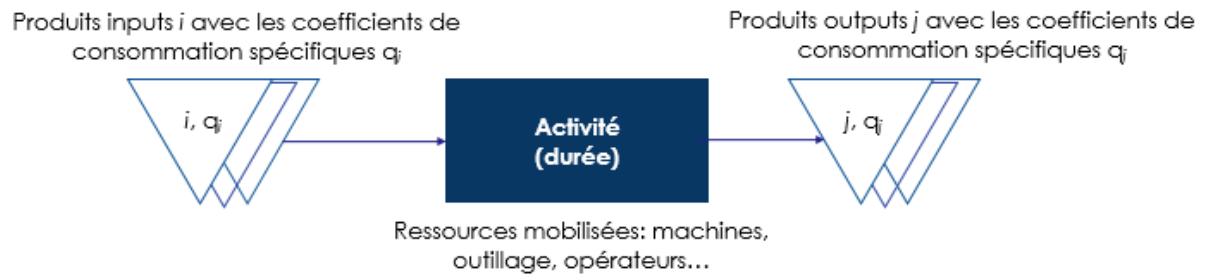 Produits inputs i avec les coefficients de
consommation spécifiques qi
Produits outputs j avec les coefficients de
consommation spécifiques qj
i, qi
Activité
(durée)
j, qj
Ressources mobilisées: machines,
outillage, opérateurs...